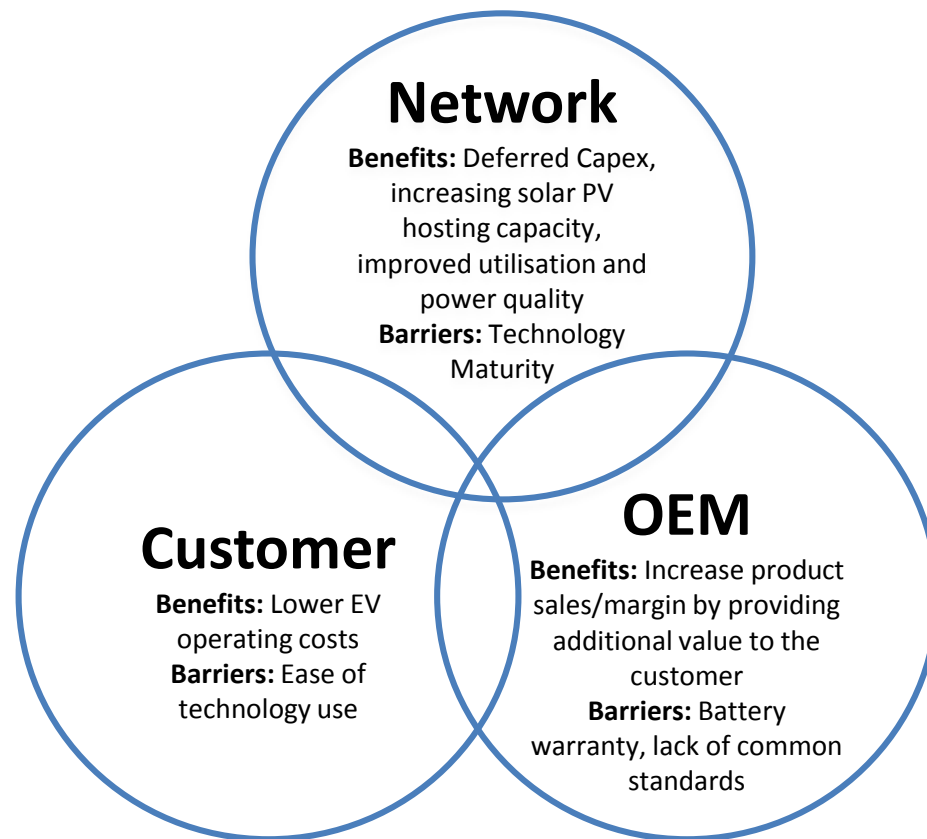 Network
Benefits: Deferred Capex,
increasing solar PV
hosting capacity,
improved utilisation and
power quality
Barriers: Technology
Maturity
Customer
Benefits: Lower EV
operating costs
Barriers: Ease of
technology use
OEM
Benefits: Increase product
sales/margin by providing
additional value to the
customer
Barriers: Battery
warranty, lack of common
standards